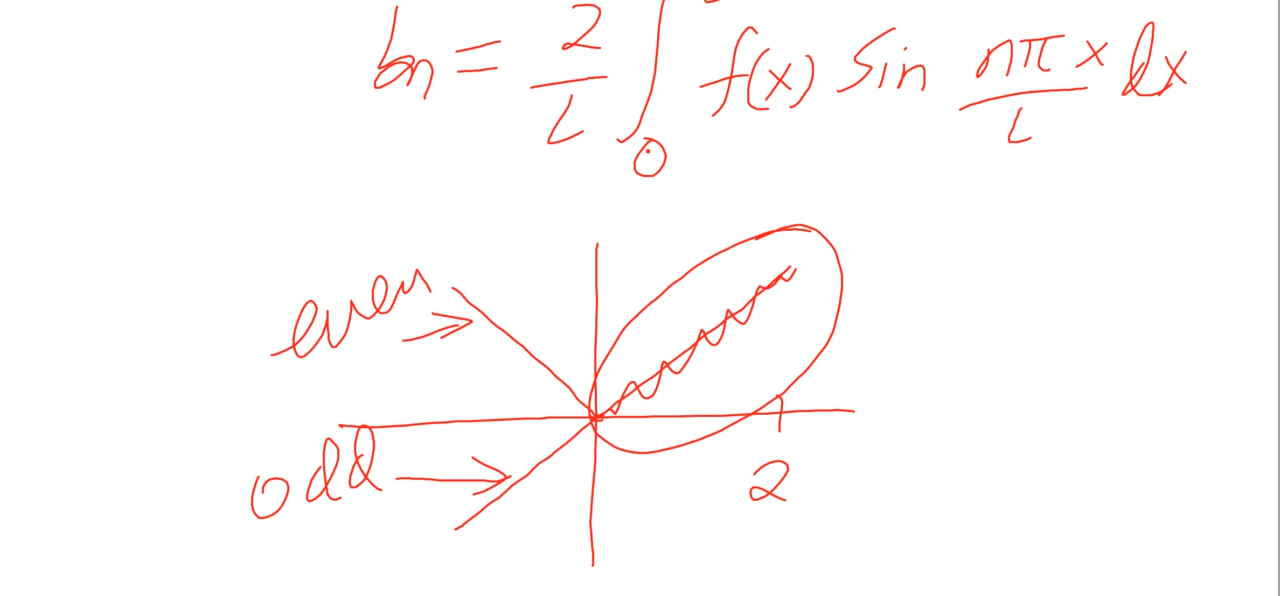 bn = 2/L ∫0 f(x) sin nπx/L dx
even
odd
2